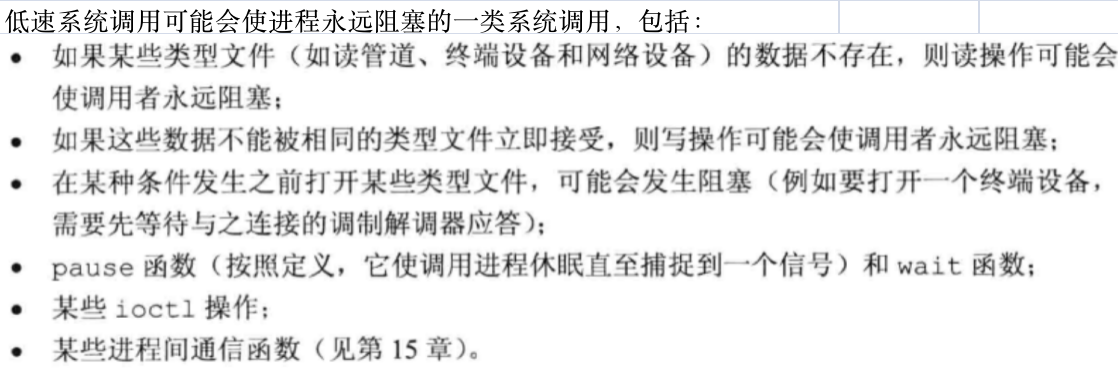 低速系统调用可能会使进程永远阻塞的一类系统调用，包括：
• 如果某些类型文件（如读管道、终端设备和网络设备）的数据不存在，则读操作可能会
使调用者永远阻塞；
• 如果这些数据不能被相同的类型文件立即接受，则写操作可能会使调用者永远阻塞；
• 在某种条件发生之前打开某些类型文件，可能会发生阻塞（例如要打开一个终端设备，
需要先等待与之连接的调制解调器应答）；
• pause 函数（按照定义，它使调用进程休眠直至捕捉到一个信号）和 wait 函数；
• 某些 ioctl 操作；
• 某些进程间通信函数（见第 15 章）。